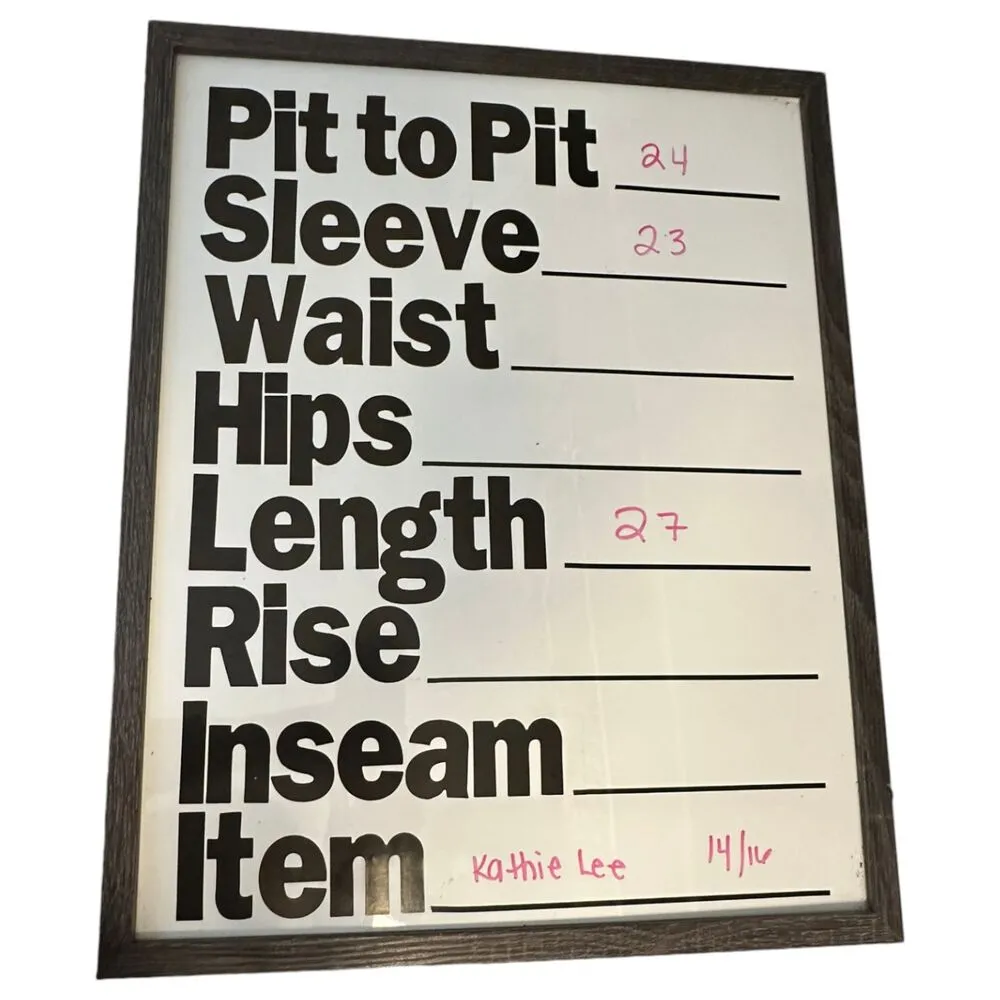 Pit to Pit 24
Sleeve 23
Waist
Hips
Length 27
Rise
Inseam
Item Kathie Lee 14/16